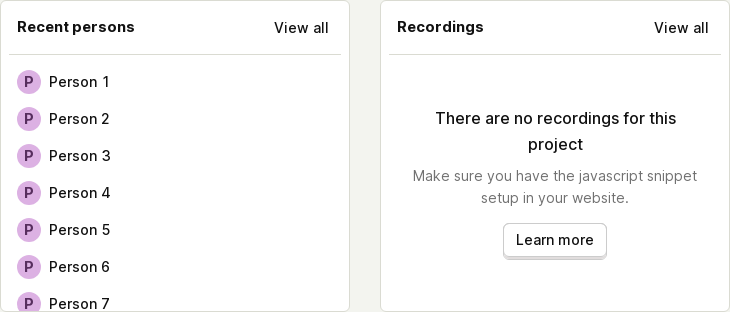 Recent persons
View all
P Person 1
P Person 2
P Person 3
P Person 4
P Person 5
P Person 6
P Person 7
Recordings
View all
There are no recordings for this
project
Make sure you have the javascript snippet
setup in your website.
Learn more